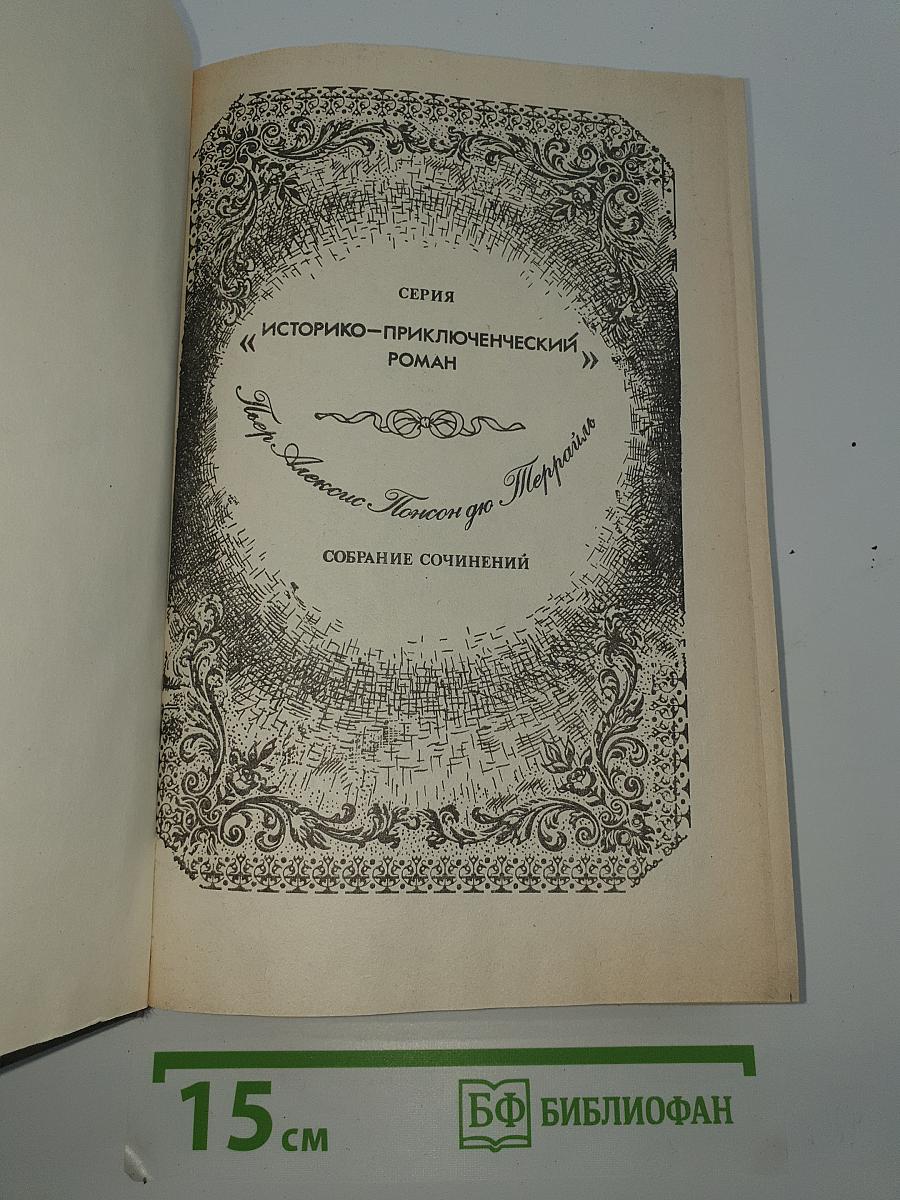 СЕРИЯ
«ИСТОРИКО—ПРИКЛЮЧЕНЧЕСКИЙ
РОМАН»
Пьер Алексис Понсон дю Террайль
СОБРАНИЕ СОЧИНЕНИЙ
15 см
БФ БИБЛИОФАН